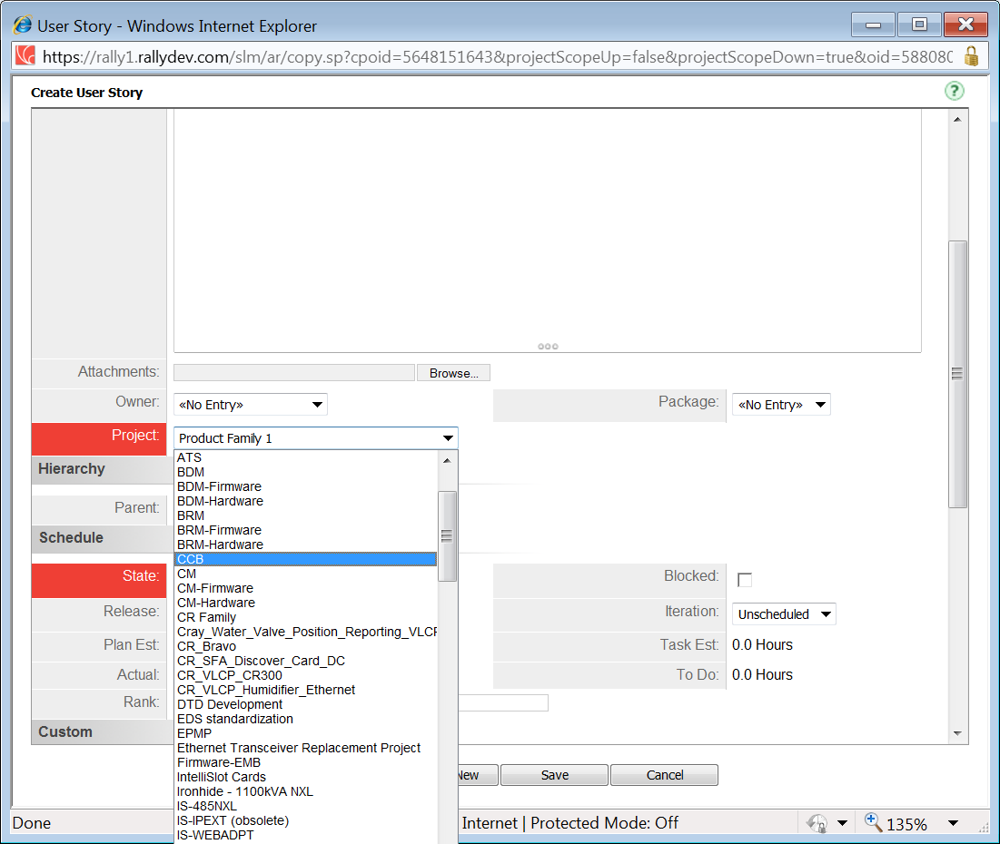 User Story - Windows Internet Explorer
https://rally1.rallydev.com/slm/ar/copy.sp?cpoid=5648151643&projectScopeUp=false&projectScopeDown=true&oid=588080
Create User Story
?
Attachments:
Browse...
Owner:
«No Entry»
Package:
«No Entry»
Project:
Product Family 1
ATS
BDM
BDM-Firmware
BDM-Hardware
BRM
BRM-Firmware
BRM-Hardware
CCB
CM
CM-Firmware
CM-Hardware
CR Family
Cray_Water_Valve_Position_Reporting_VLCP
CR_Bravo
CR_SFA_Discover_Card_DC
CR_VLCP_CR300
CR_VLCP_Humidifier_Ethernet
DTD Development
EDS standardization
EPMP
Ethernet Transceiver Replacement Project
Firmware-EMB
IntelliSlot Cards
Ironhide - 1100kVA NXL
IS-485NXL
IS-IPEXT (obsolete)
IS-WEBADPT
Hierarchy
Parent:
Schedule
State:
Blocked:
Release:
Iteration:
Unscheduled
Plan Est:
Task Est:
0.0 Hours
Actual:
To Do:
0.0 Hours
Rank:
Custom
New
Save
Cancel
Done
Internet | Protected Mode: Off
135%